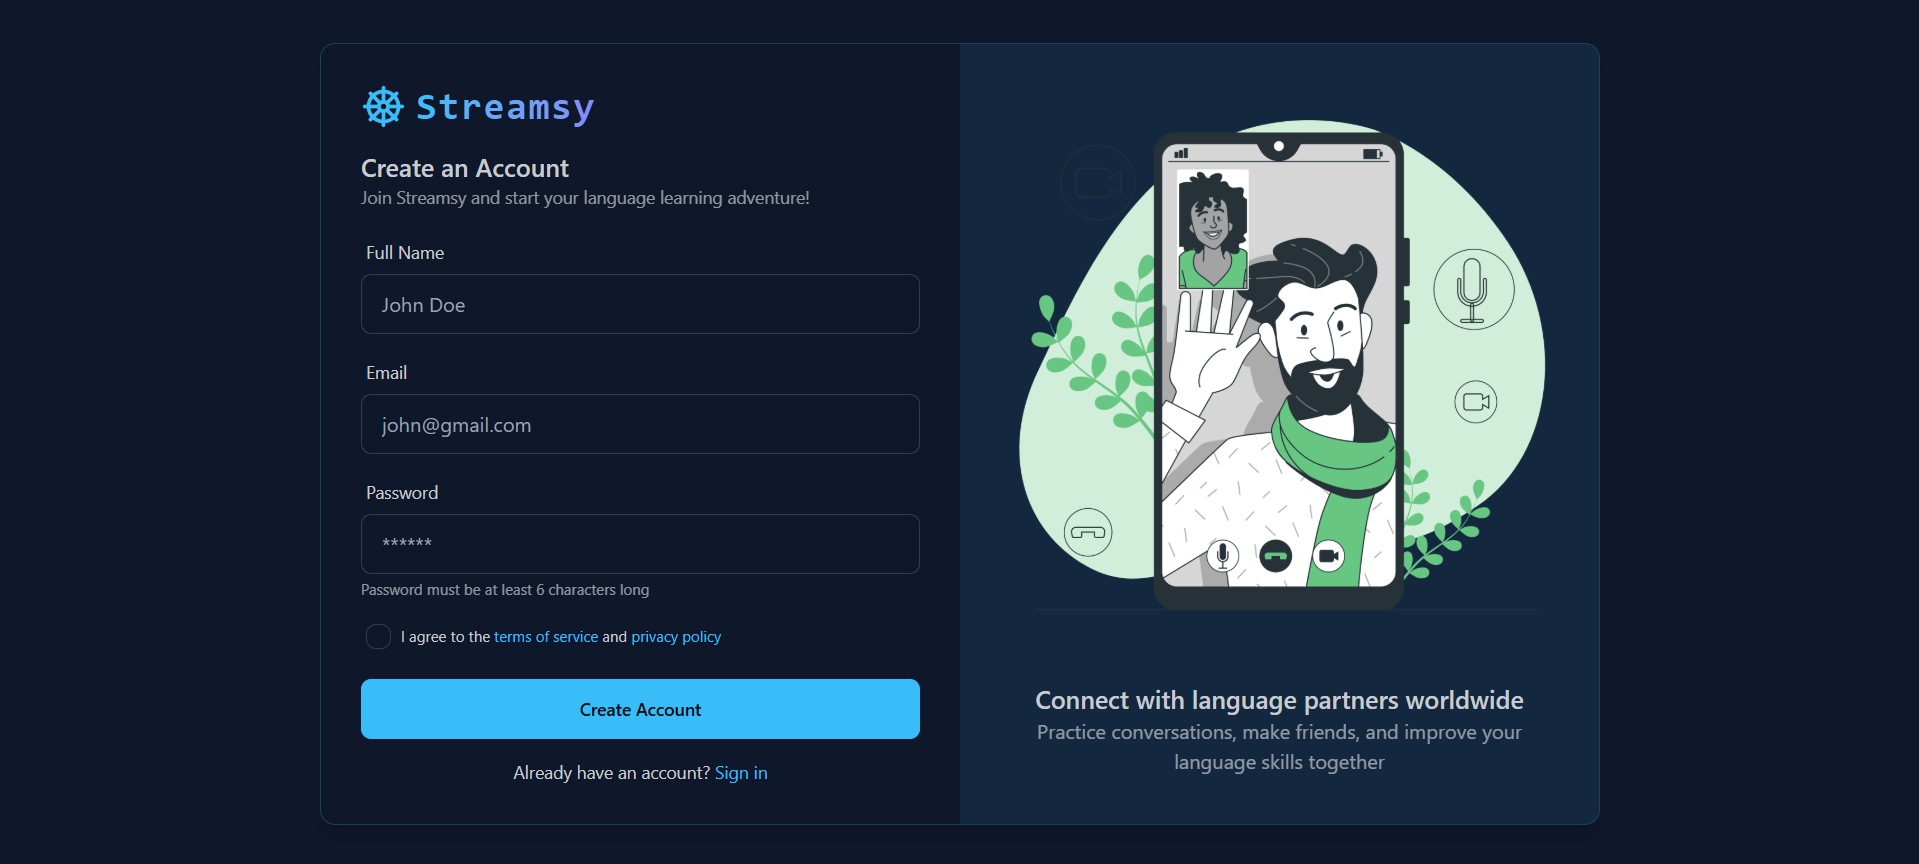 Streamsy
Create an Account
Join Streamsy and start your language learning adventure!
Full Name
John Doe
Email
john@gmail.com
Password
******
Password must be at least 6 characters long
I agree to the terms of service and privacy policy
Create Account
Already have an account? Sign in
Connect with language partners worldwide
Practice conversations, make friends, and improve your
language skills together